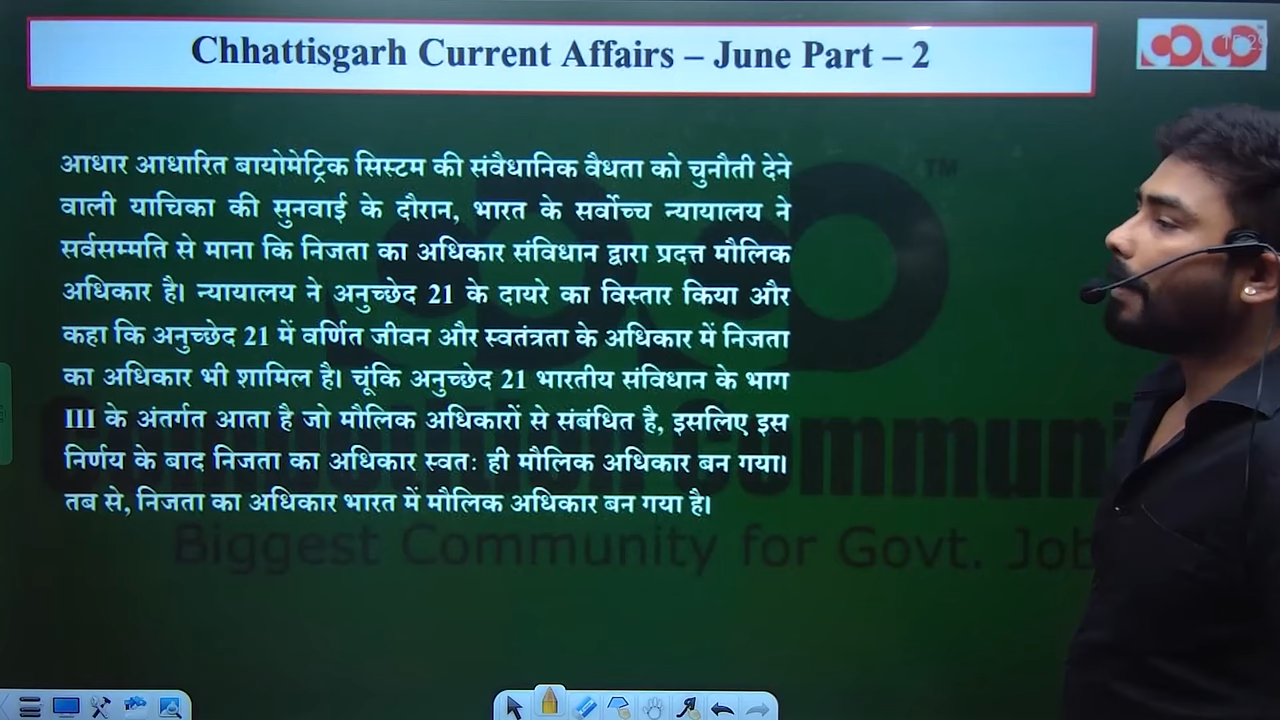 Chhattisgarh Current Affairs – June Part – 2
आधार आधारित बायोमेट्रिक सिस्टम की संवैधानिक वैधता को चुनौती देने
वाली याचिका की सुनवाई के दौरान, भारत के सर्वोच्च न्यायालय ने
सर्वसम्मति से माना कि निजता का अधिकार संविधान द्वारा प्रदत्त मौलिक
अधिकार है। न्यायालय ने अनुच्छेद 21 के दायरे का विस्तार किया और
कहा कि अनुच्छेद 21 में वर्णित जीवन और स्वतंत्रता के अधिकार में निजता
का अधिकार भी शामिल है। चूंकि अनुच्छेद 21 भारतीय संविधान के भाग
III के अंतर्गत आता है जो मौलिक अधिकारों से संबंधित है, इसलिए इस
निर्णय के बाद निजता का अधिकार स्वतः ही मौलिक अधिकार बन गया।
तब से, निजता का अधिकार भारत में मौलिक अधिकार बन गया है।
TM
Biggest Community for Govt. Job